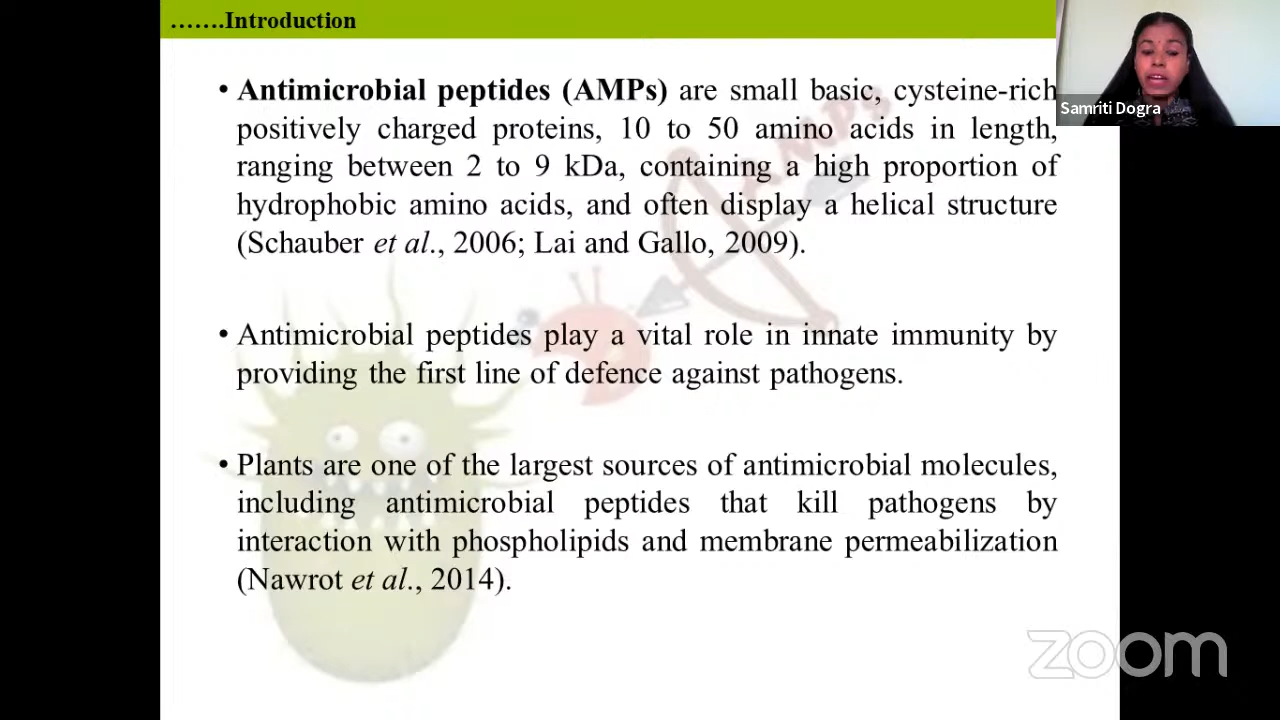 …….Introduction
• Antimicrobial peptides (AMPs) are small basic, cysteine-rich
positively charged proteins, 10 to 50 amino acids in length,
ranging between 2 to 9 kDa, containing a high proportion of
hydrophobic amino acids, and often display a helical structure
(Schauber et al., 2006; Lai and Gallo, 2009).
• Antimicrobial peptides play a vital role in innate immunity by
providing the first line of defence against pathogens.
• Plants are one of the largest sources of antimicrobial molecules,
including antimicrobial peptides that kill pathogens by
interaction with phospholipids and membrane permeabilization
(Nawrot et al., 2014).
AMPs
Samriti Dogra
zoom